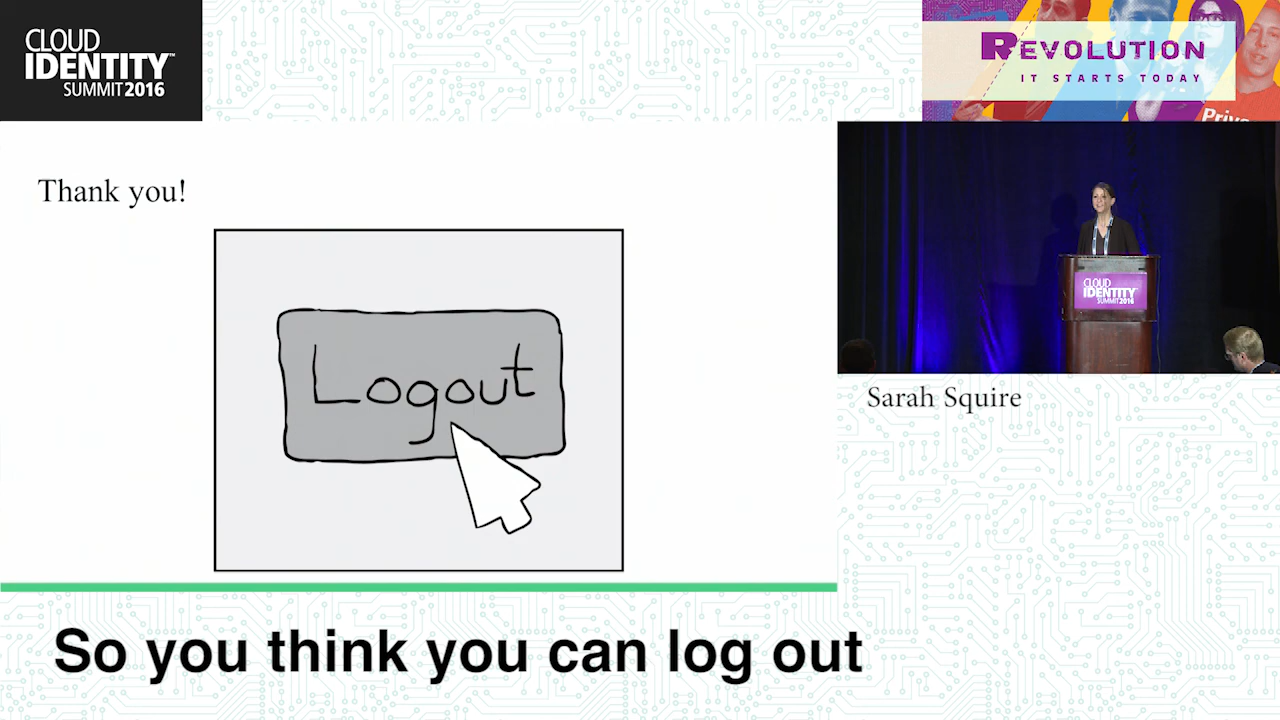 CLOUD
IDENTITY™
SUMMIT 2016
REVOLUTION
IT STARTS TODAY
Thank you!
Logout
CLOUD
IDENTITY
SUMMIT 2016
Sarah Squire
So you think you can log out